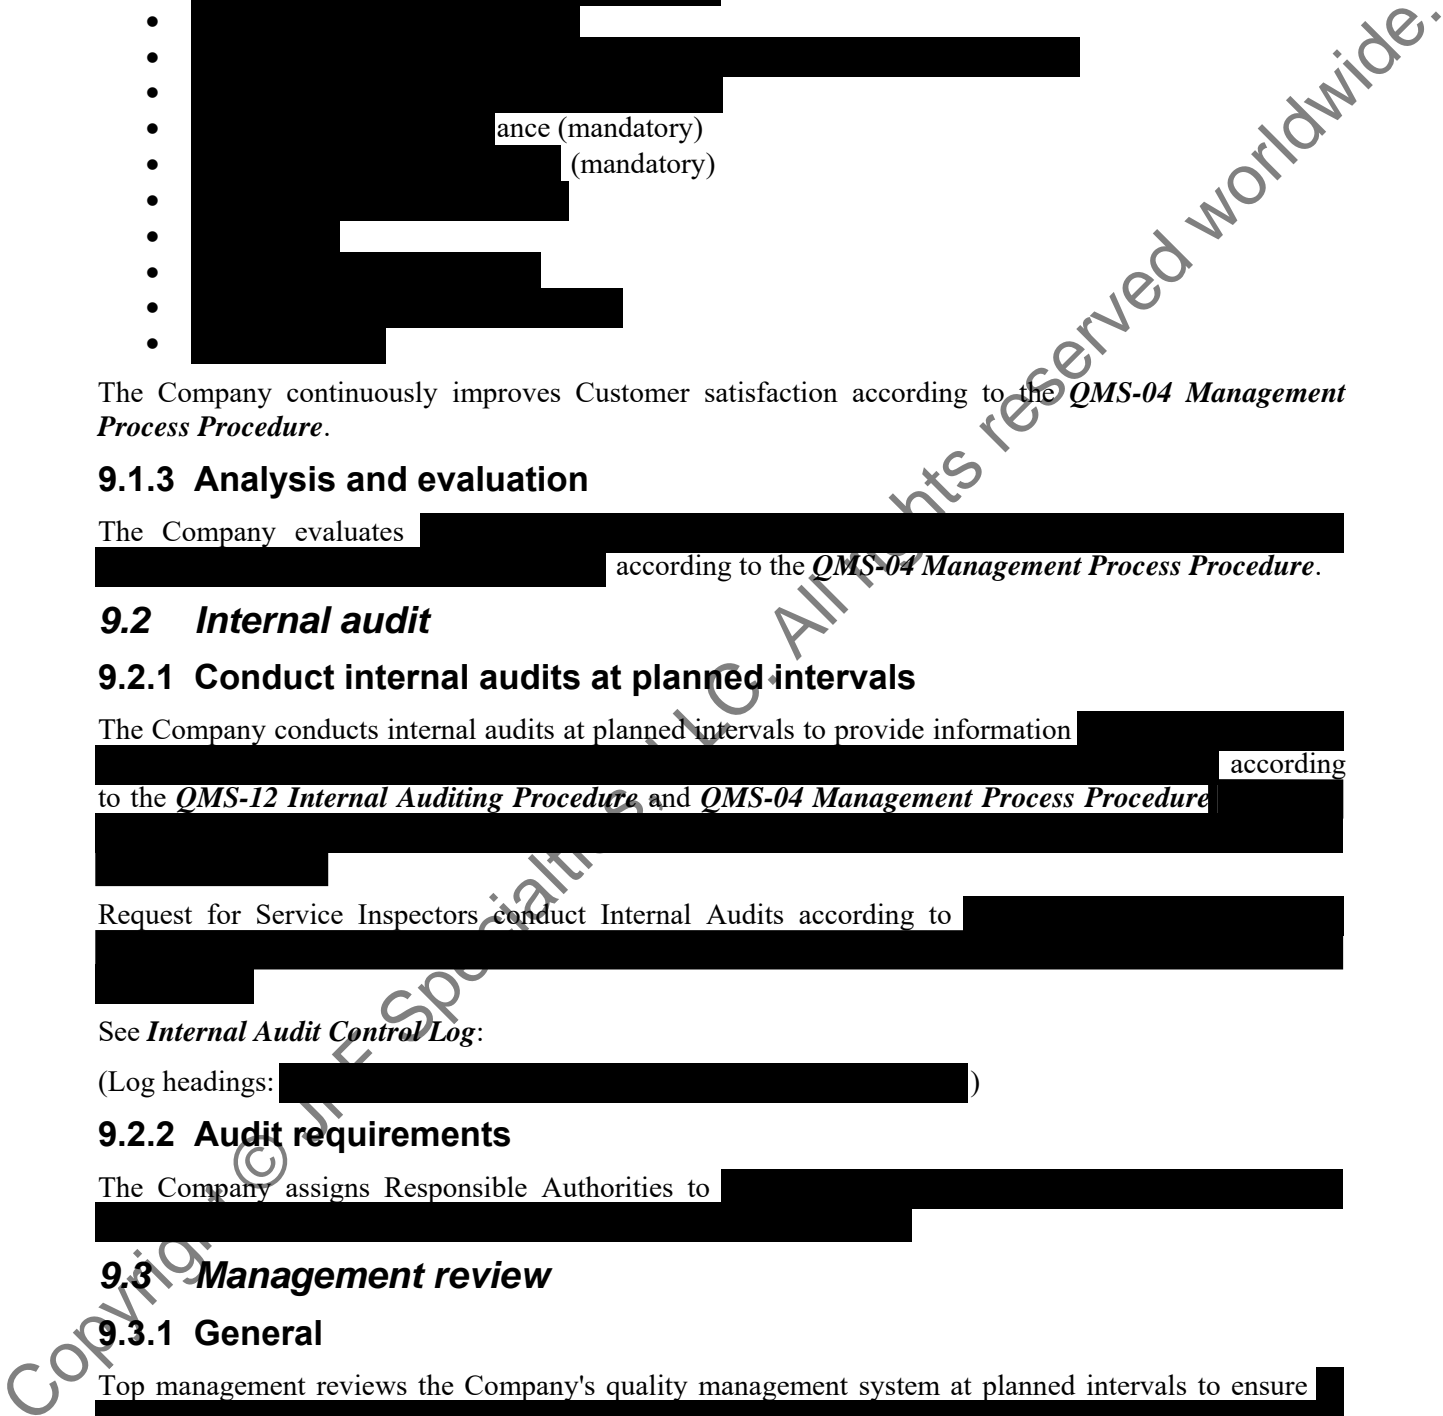 •
•
•
• ance (mandatory)
• (mandatory)
•
•
•
•
•
The Company continuously improves Customer satisfaction according to the QMS-04 Management
Process Procedure.
9.1.3 Analysis and evaluation
The Company evaluates
according to the QMS-04 Management Process Procedure.
9.2 Internal audit
9.2.1 Conduct internal audits at planned intervals
The Company conducts internal audits at planned intervals to provide information
according
to the QMS-12 Internal Auditing Procedure and QMS-04 Management Process Procedure
Request for Service Inspectors conduct Internal Audits according to
See Internal Audit Control Log:
(Log headings: )
9.2.2 Audit requirements
The Company assigns Responsible Authorities to
9.3 Management review
9.3.1 General
Top management reviews the Company's quality management system at planned intervals to ensure
Copyright © JnF Specialties, LLC. All rights reserved worldwide.